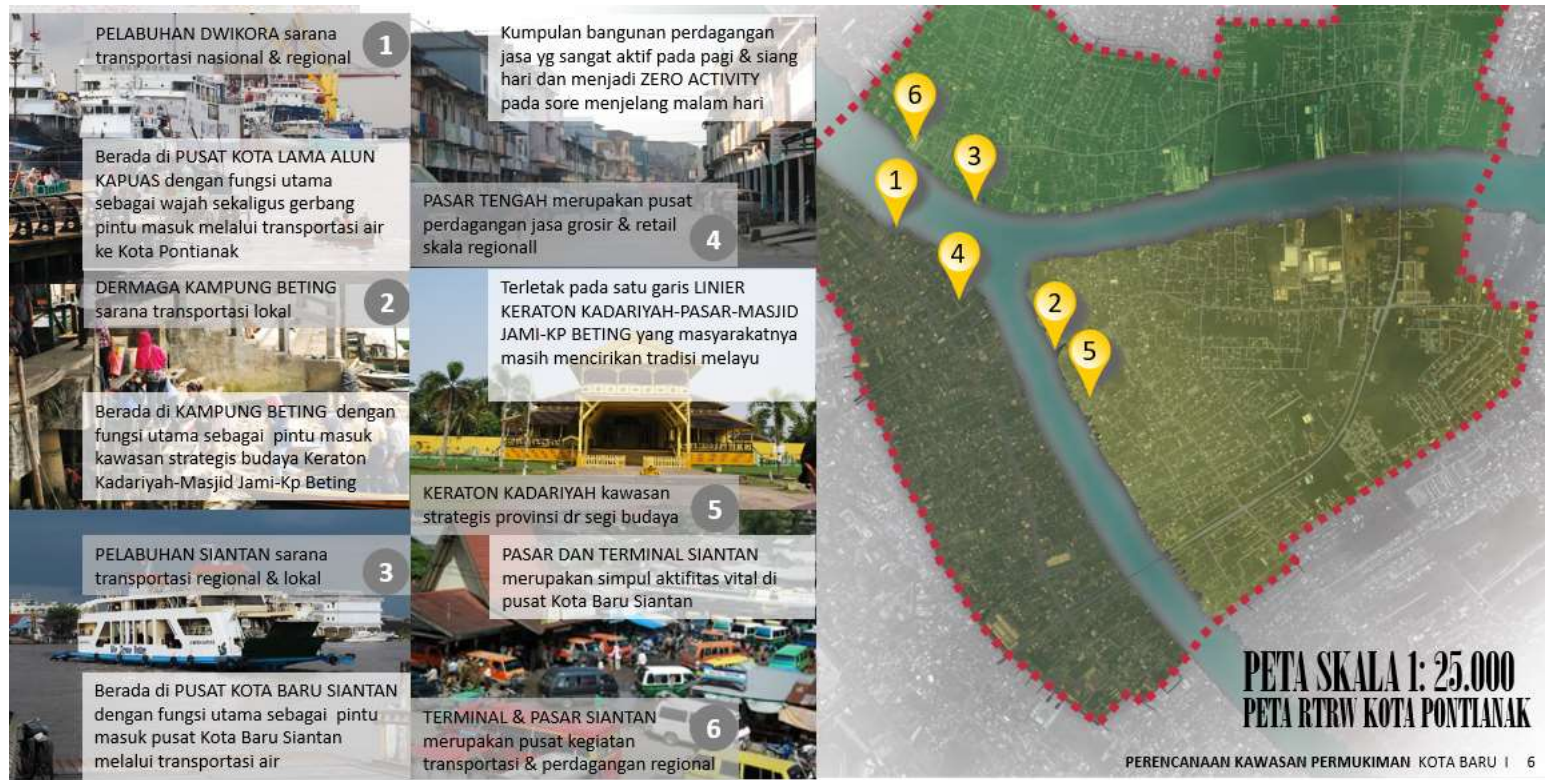 PELABUHAN DWIKORA sarana
transportasi nasional & regional
1
Berada di PUSAT KOTA LAMA ALUN
KAPUAS dengan fungsi utama
sebagai wajah sekaligus gerbang
pintu masuk melalui transportasi air
ke Kota Pontianak
DERMAGA KAMPUNG BETING
sarana transportasi lokal
2
Berada di KAMPUNG BETING dengan
fungsi utama sebagai pintu masuk
kawasan strategis budaya Keraton
Kadariyah-Masjid Jami-Kp Beting
PELABUHAN SIANTAN sarana
transportasi regional & lokal
3
Berada di PUSAT KOTA BARU SIANTAN
dengan fungsi utama sebagai pintu
masuk pusat Kota Baru Siantan
melalui transportasi air
Kumpulan bangunan perdagangan
jasa yg sangat aktif pada pagi & siang
hari dan menjadi ZERO ACTIVITY
pada sore menjelang malam hari
PASAR TENGAH merupakan pusat
perdagangan jasa grosir & retail
skala regionall
4
Terletak pada satu garis LINIER
KERATON KADARIYAH-PASAR-MASJID
JAMI-KP BETING yang masyarakatnya
masih mencirikan tradisi melayu
KERATON KADARIYAH kawasan
strategis provinsi dr segi budaya
5
PASAR DAN TERMINAL SIANTAN
merupakan simpul aktifitas vital di
pusat Kota Baru Siantan
TERMINAL & PASAR SIANTAN
merupakan pusat kegiatan
transportasi & perdagangan regional
6
6
3
1
4
2
5
PETA SKALA 1: 25.000
PETA RTRW KOTA PONTIANAK
PERENCANAAN KAWASAN PERMUKIMAN KOTA BARU I 6